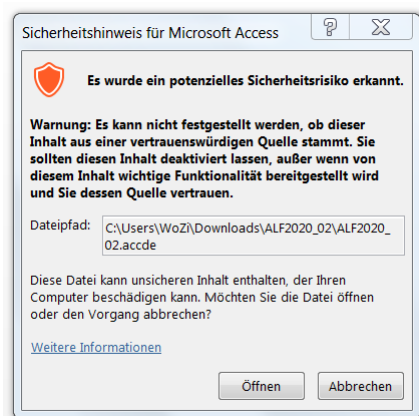 Sicherheitshinweis für Microsoft Access
Es wurde ein potenzielles Sicherheitsrisiko erkannt.
Warnung: Es kann nicht festgestellt werden, ob dieser
Inhalt aus einer vertrauenswürdigen Quelle stammt. Sie
sollten diesen Inhalt deaktiviert lassen, außer wenn von
diesem Inhalt wichtige Funktionalität bereitgestellt wird
und Sie dessen Quelle vertrauen.
Dateipfad: C:\Users\WoZi\Downloads\ALF2020_02\ALF2020_
02.accde
Diese Datei kann unsicheren Inhalt enthalten, der Ihren
Computer beschädigen kann. Möchten Sie die Datei öffnen
oder den Vorgang abbrechen?
Weitere Informationen
Öffnen Abbrechen